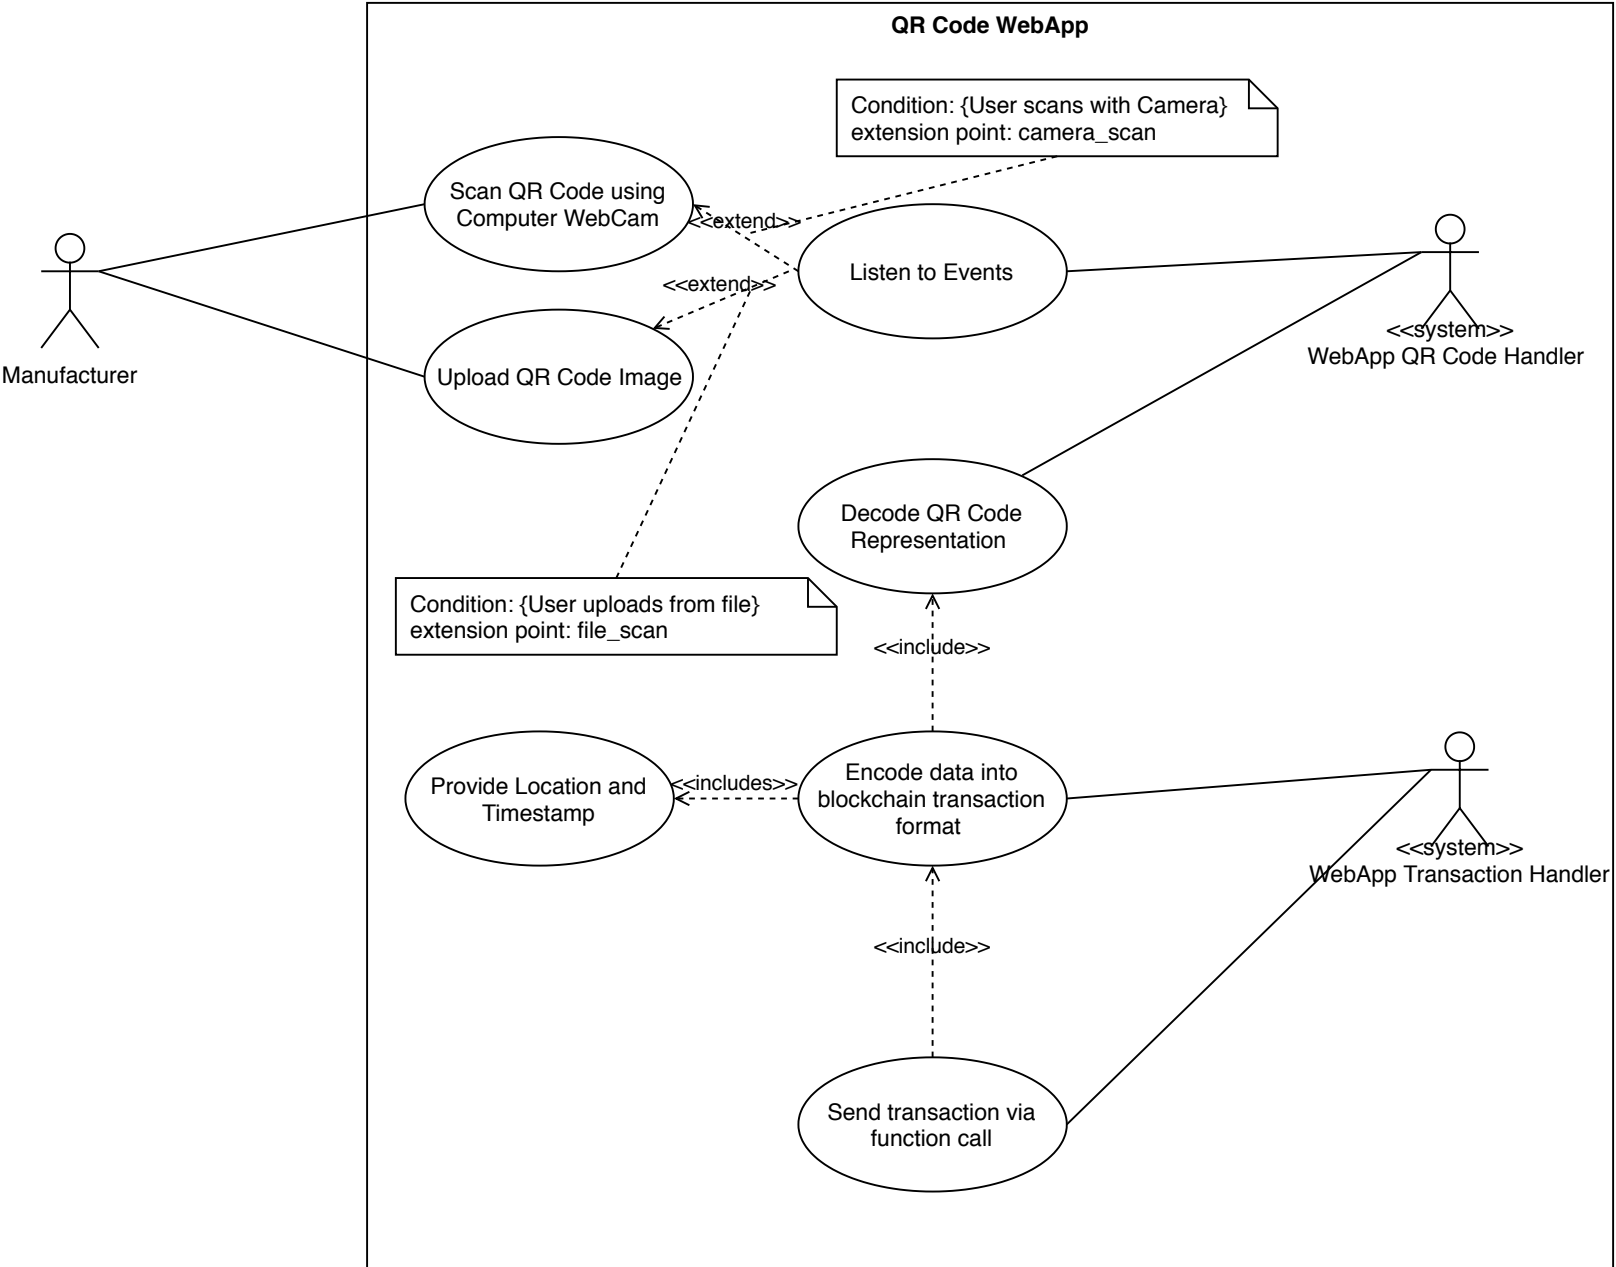 QR Code WebApp
Condition: {User scans with Camera}
extension point: camera_scan
Scan QR Code using
Computer WebCam
<<extend>>
Listen to Events
<<extend>>
<<system>>
WebApp QR Code Handler
Manufacturer
Upload QR Code Image
Decode QR Code
Representation
Condition: {User uploads from file}
extension point: file_scan
<<include>>
Provide Location and
Timestamp
<<includes>>
Encode data into
blockchain transaction
format
<<system>>
WebApp Transaction Handler
<<include>>
Send transaction via
function call